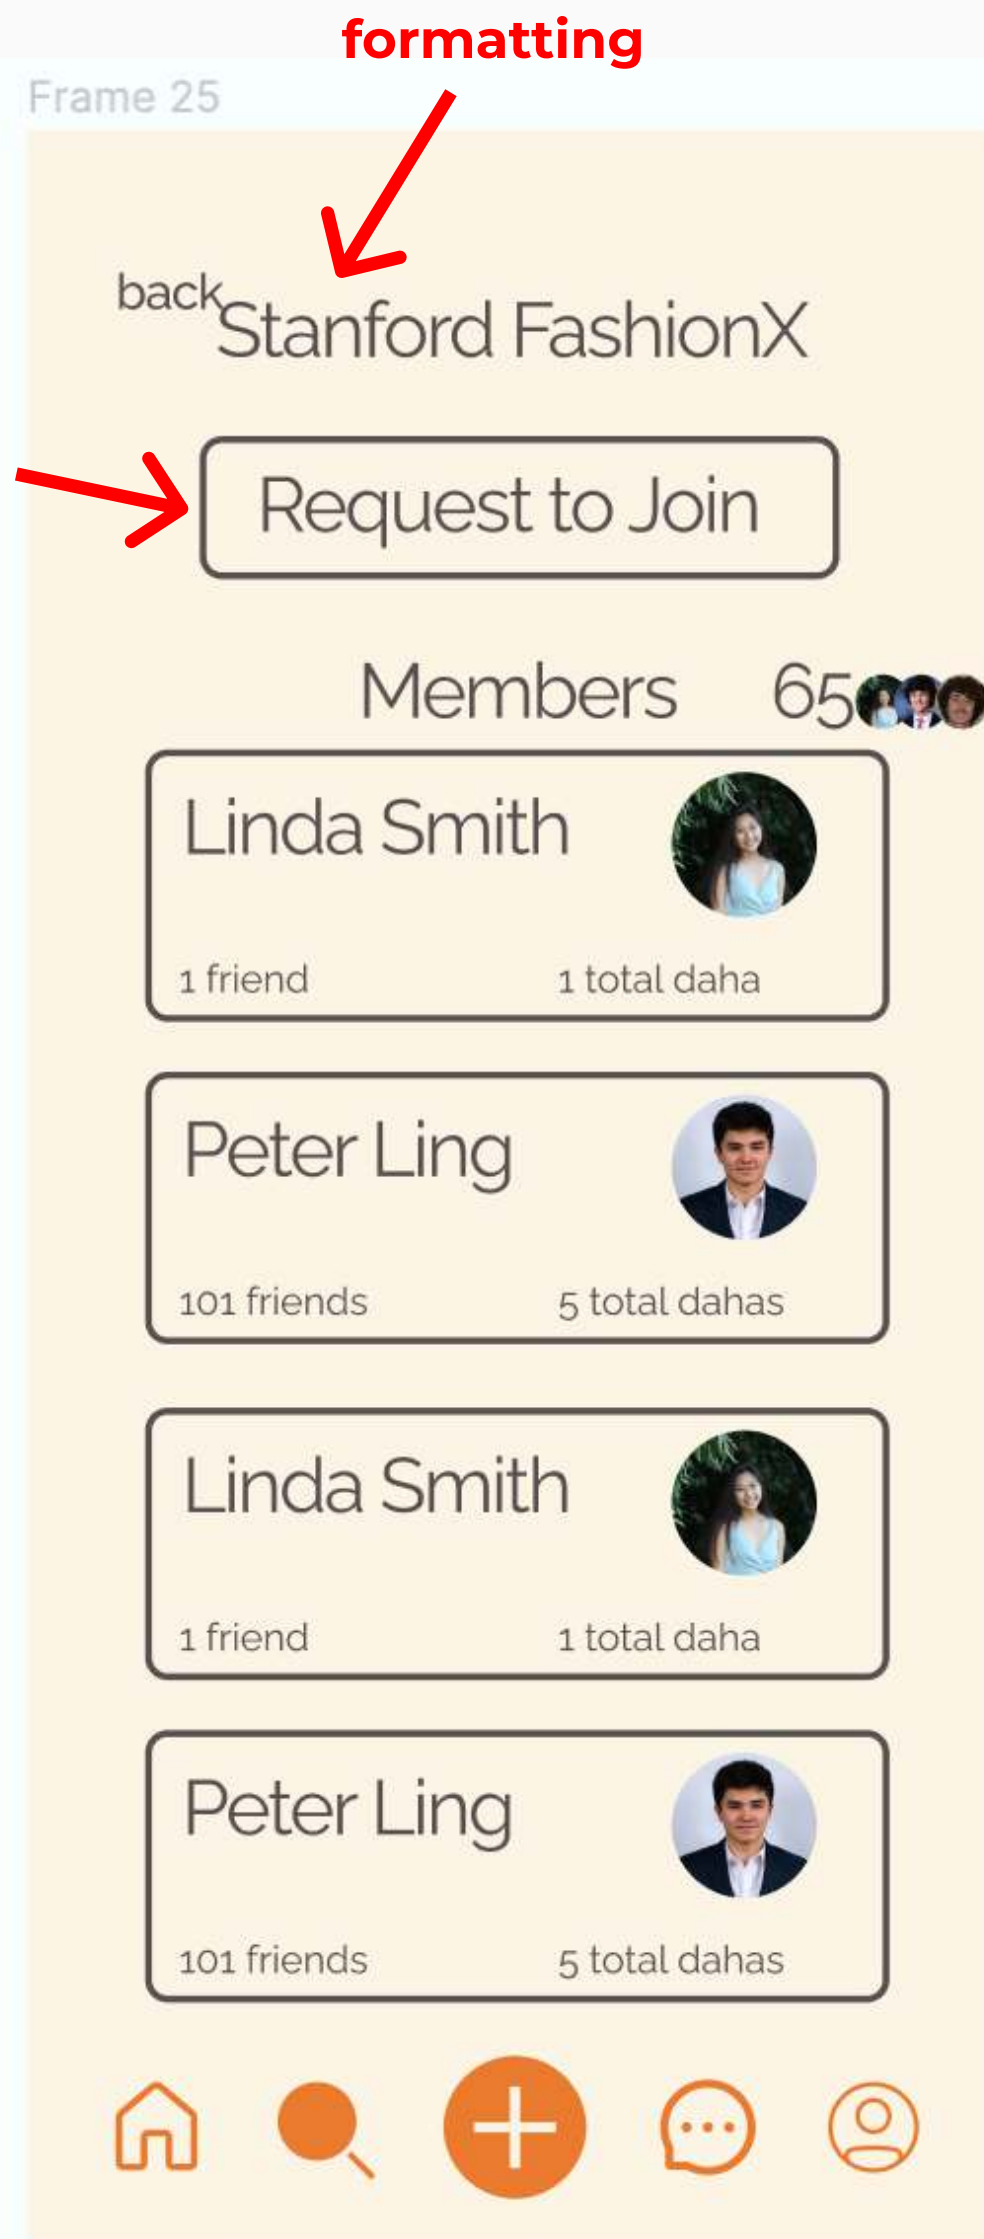 formatting
Frame 25
back
Stanford FashionX
Request to Join
Members 65
Linda Smith
1 friend 1 total daha
Peter Ling
101 friends 5 total dahas
Linda Smith
1 friend 1 total daha
Peter Ling
101 friends 5 total dahas